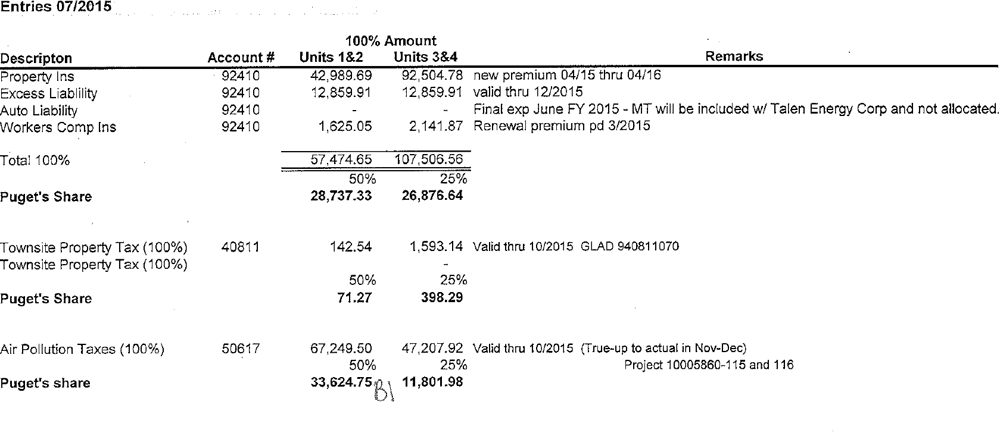 Entries 07/2015
100% Amount
Descripton Account # Units 1&2 Units 3&4 Remarks
Property Ins 92410 42,989.69 92,504.78 new premium 04/15 thru 04/16
Excess Liablility 92410 12,859.91 12,859.91 valid thru 12/2015
Auto Liability 92410 - - Final exp June FY 2015 - MT will be included w/ Talen Energy Corp and not allocated.
Workers Comp Ins 92410 1,625.05 2,141.87 Renewal premium pd 3/2015
Total 100% 57,474.65 107,506.56
50% 25%
Puget's Share 28,737.33 26,876.64
Townsite Property Tax (100%) 40811 142.54 1,593.14 Valid thru 10/2015 GLAD 940811070
Townsite Property Tax (100%) -
50% 25%
Puget's Share 71.27 398.29
Air Pollution Taxes (100%) 50617 67,249.50 47,207.92 Valid thru 10/2015 (True-up to actual in Nov-Dec)
50% 25% Project 10005860-115 and 116
Puget's share 33,624.75 11,801.98